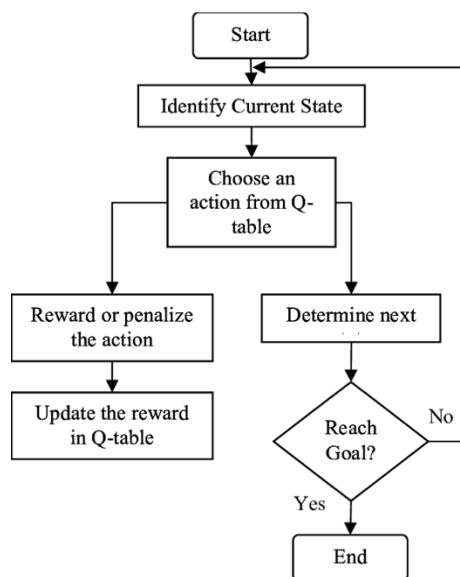 Start
Identify Current State
Choose an
action from Q-
table
Reward or penalize
the action
Determine next
Update the reward
in Q-table
Reach
Goal?
No
Yes
End